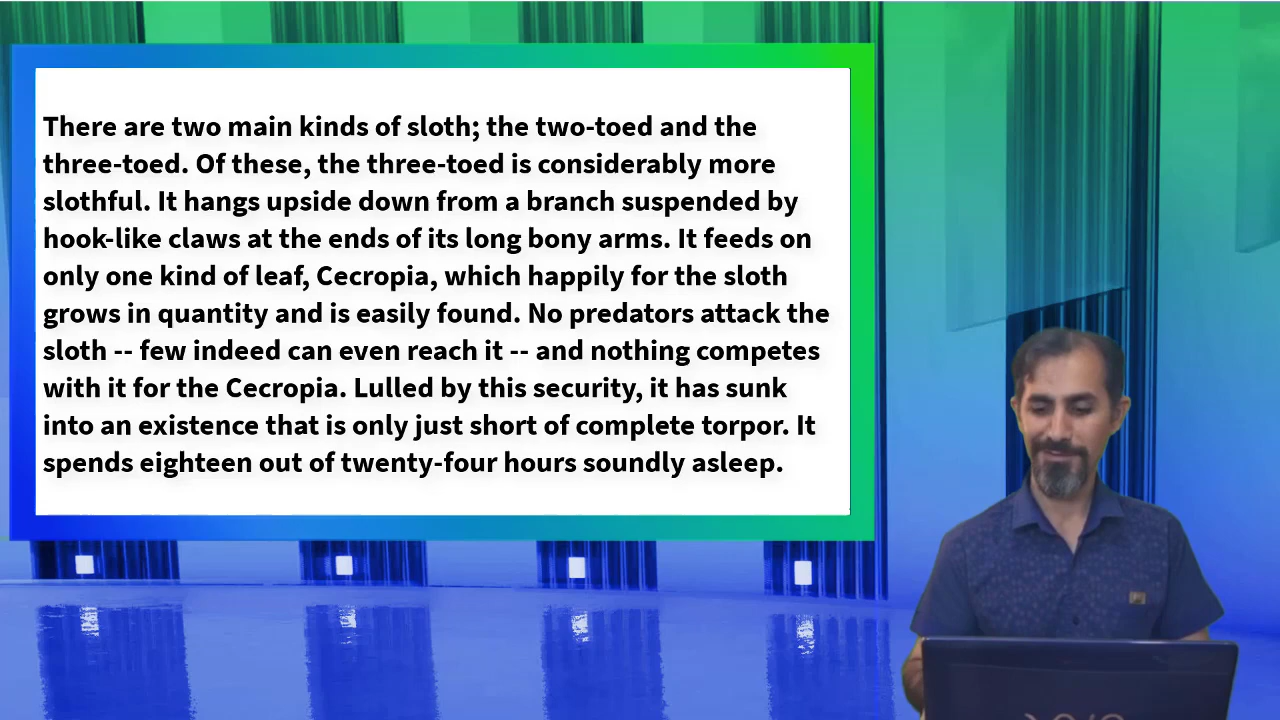 There are two main kinds of sloth; the two-toed and the
three-toed. Of these, the three-toed is considerably more
slothful. It hangs upside down from a branch suspended by
hook-like claws at the ends of its long bony arms. It feeds on
only one kind of leaf, Cecropia, which happily for the sloth
grows in quantity and is easily found. No predators attack the
sloth -- few indeed can even reach it -- and nothing competes
with it for the Cecropia. Lulled by this security, it has sunk
into an existence that is only just short of complete torpor. It
spends eighteen out of twenty-four hours soundly asleep.